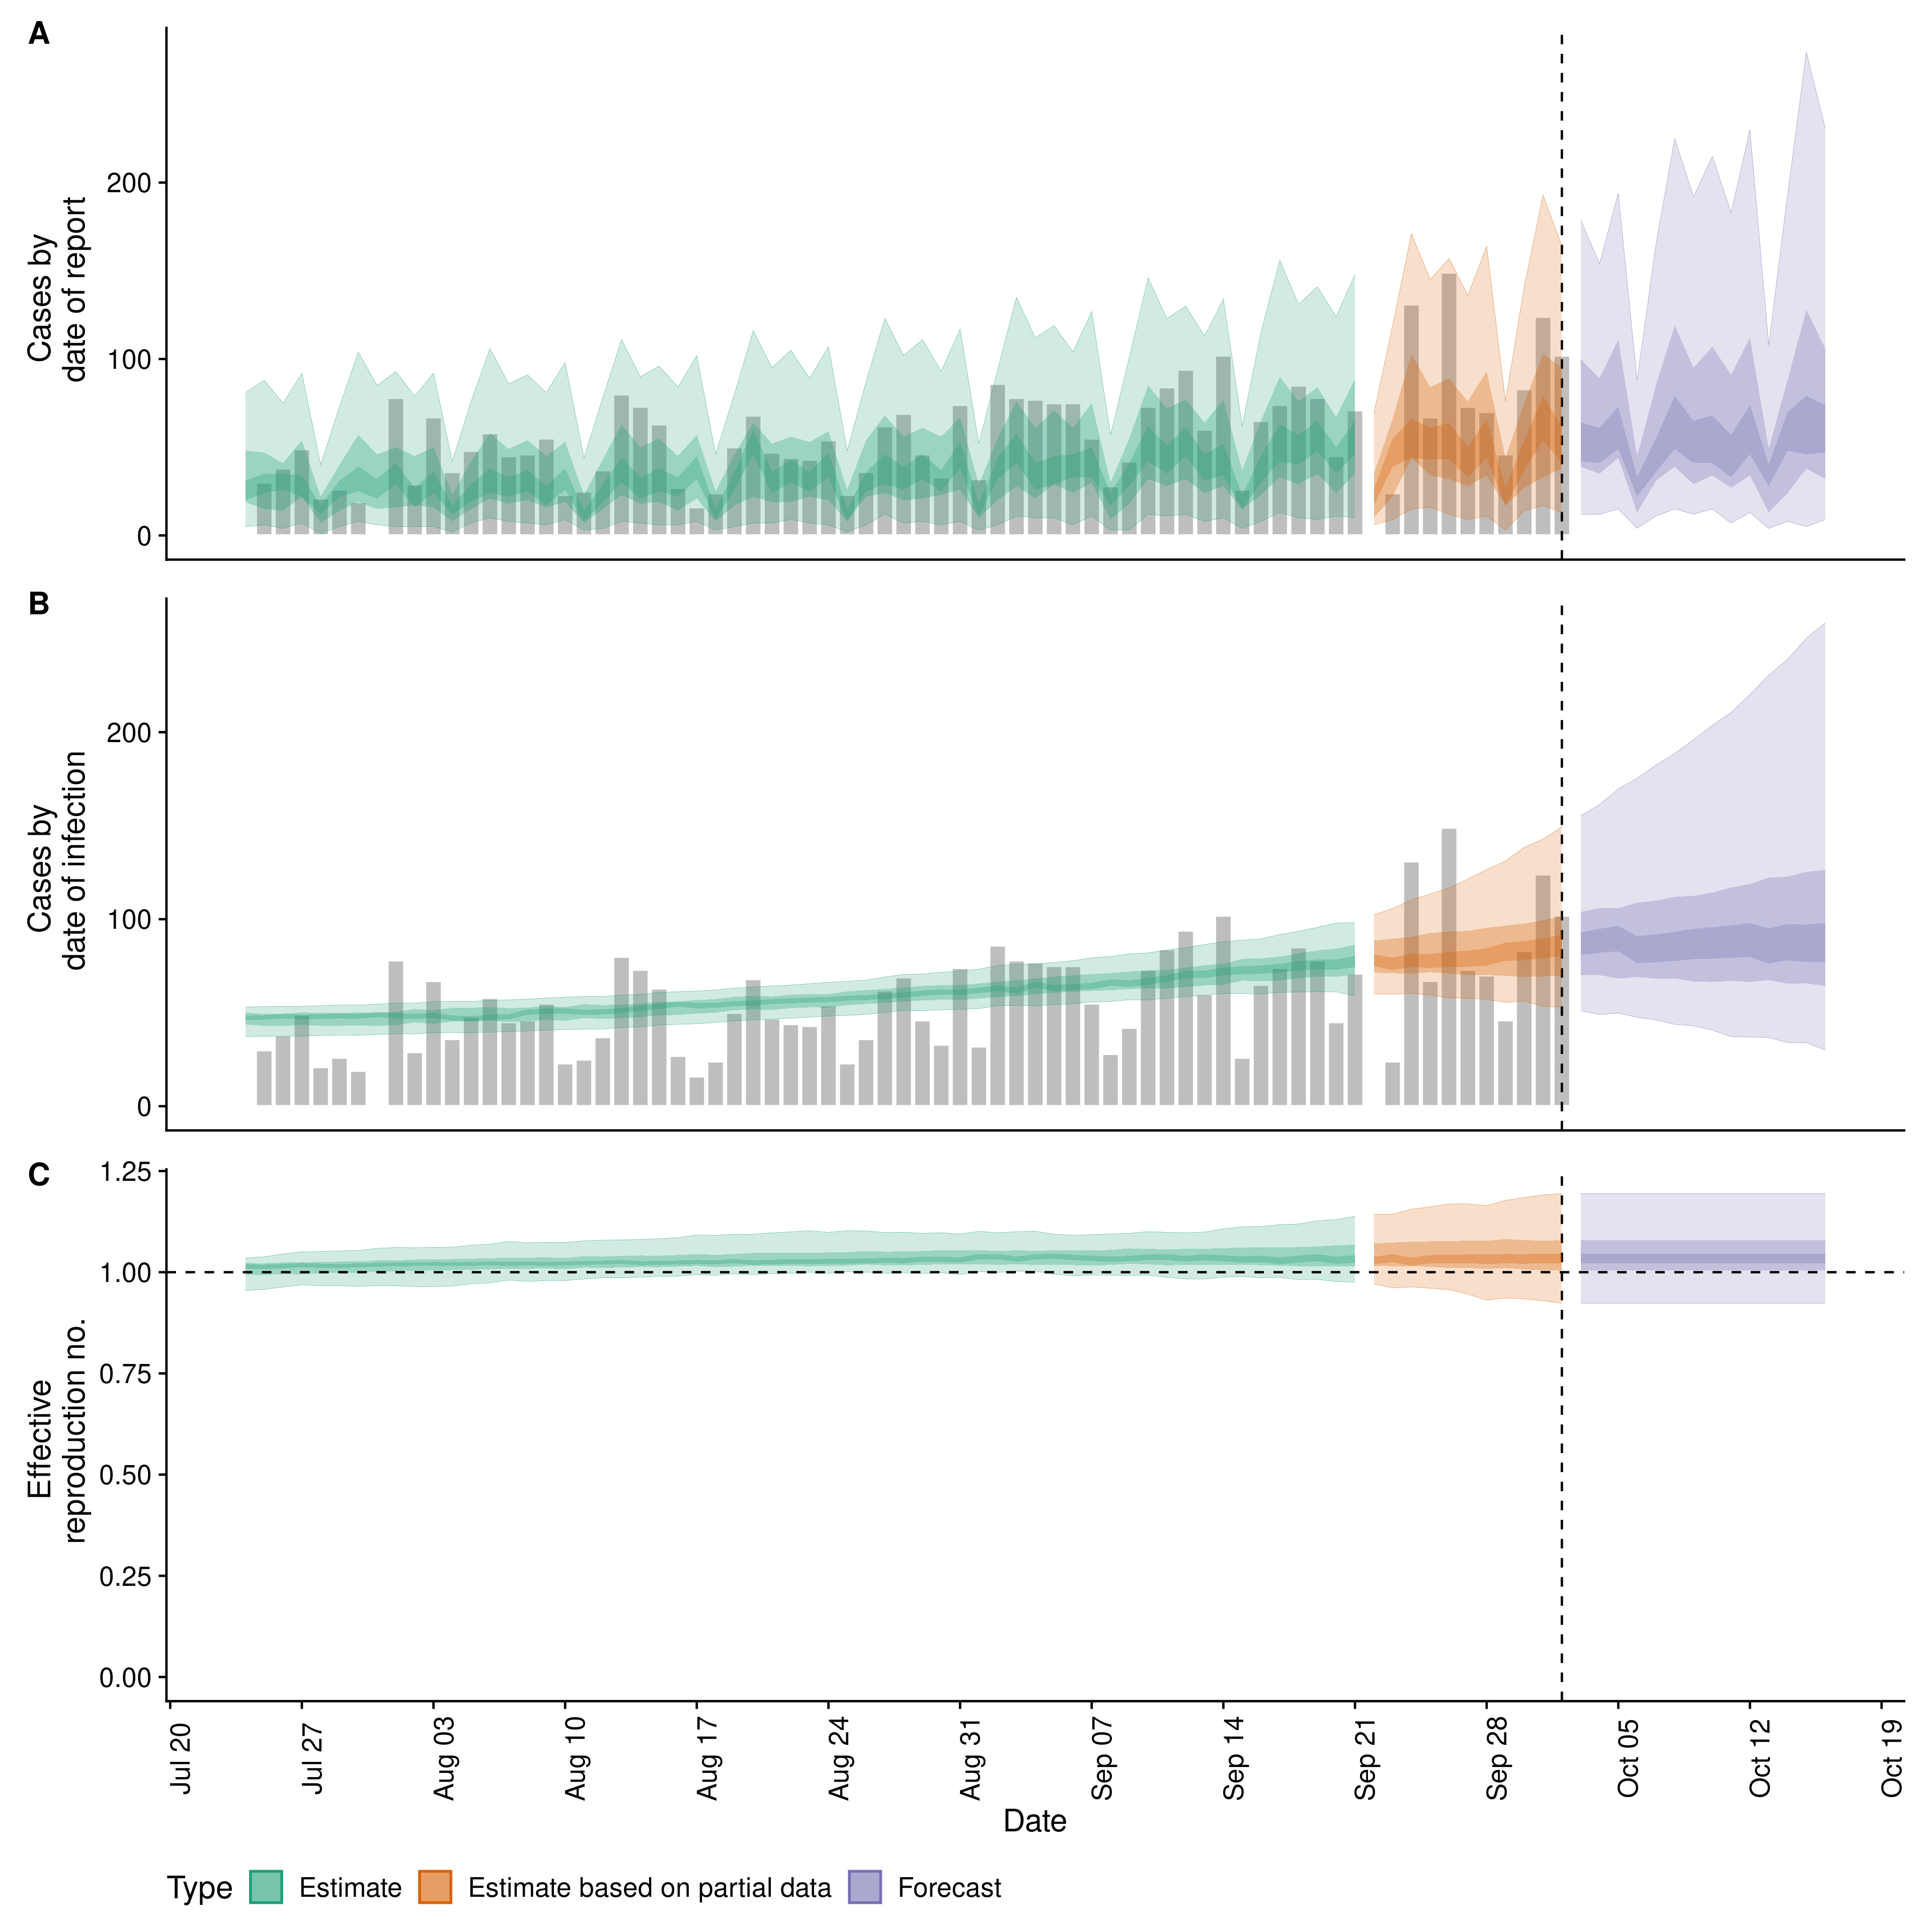 A
Cases by
date of report
200
100
0
B
Cases by
date of infection
200
100
0
C
Effective
reproduction no.
1.25
1.00
0.75
0.50
0.25
0.00
Jul 20
Jul 27
Aug 03
Aug 10
Aug 17
Aug 24
Aug 31
Sep 07
Sep 14
Sep 21
Sep 28
Oct 05
Oct 12
Oct 19
Date
Type Estimate Estimate based on partial data Forecast